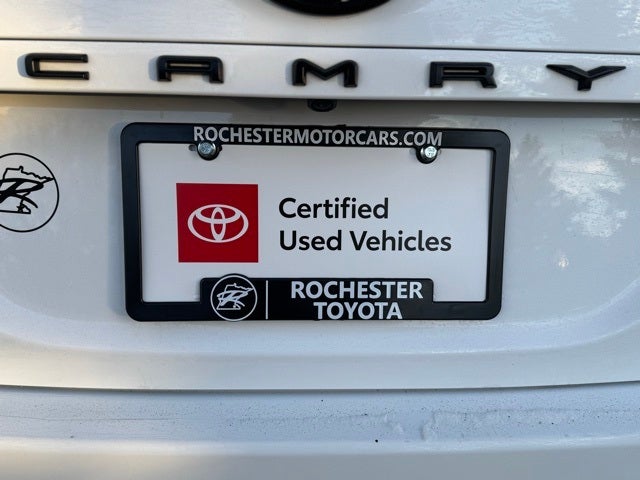 CAMRY
ROCHESTERMOTORCARS.COM
Certified
Used Vehicles
ROCHESTER
TOYOTA